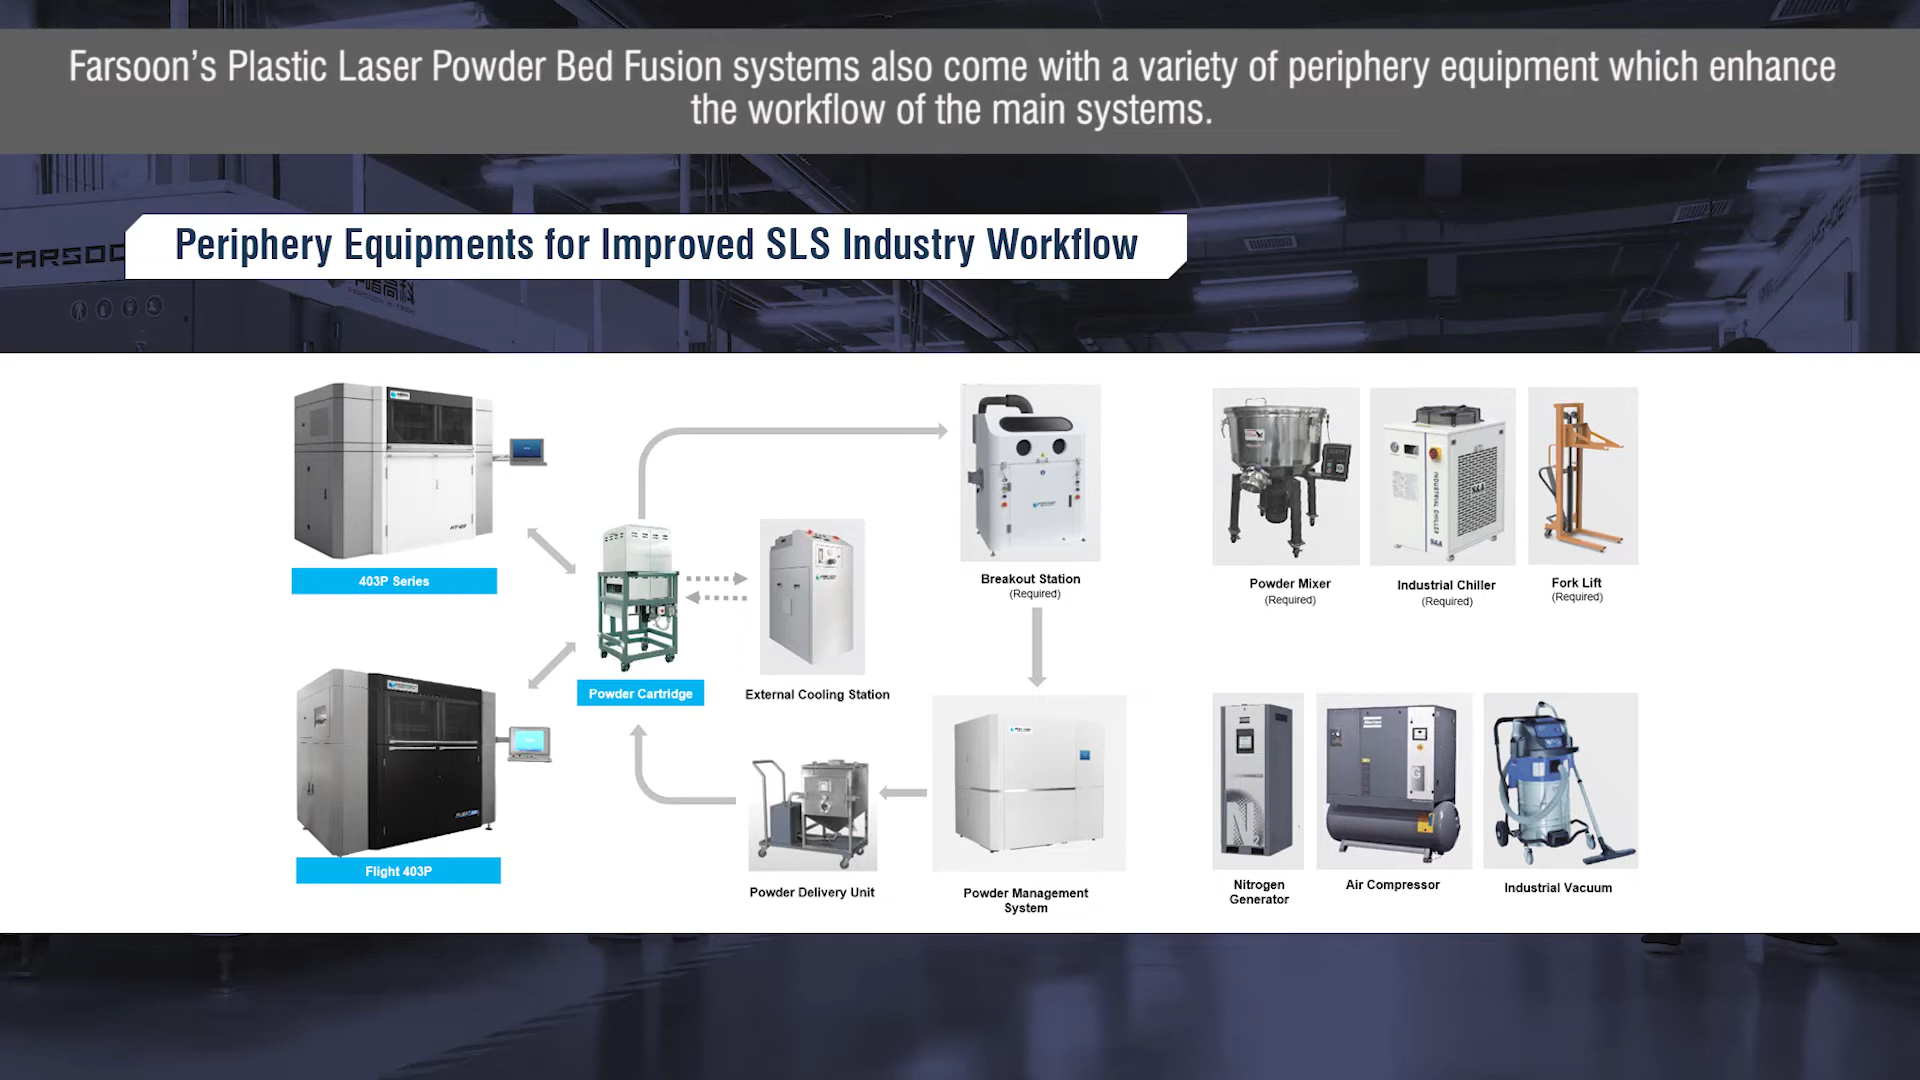 Farsoon's Plastic Laser Powder Bed Fusion systems also come with a variety of periphery equipment which enhance
the workflow of the main systems.
Periphery Equipments for Improved SLS Industry Workflow
FARSOO
403P Series
Flight 403P
Powder Cartridge
External Cooling Station
Breakout Station
(Required)
Powder Delivery Unit
Powder Management
System
Powder Mixer
(Required)
Industrial Chiller
(Required)
Fork Lift
(Required)
INDUSTRIAL CHILLER
S&A
Nitrogen
Generator
N
Air Compressor
G
Industrial Vacuum